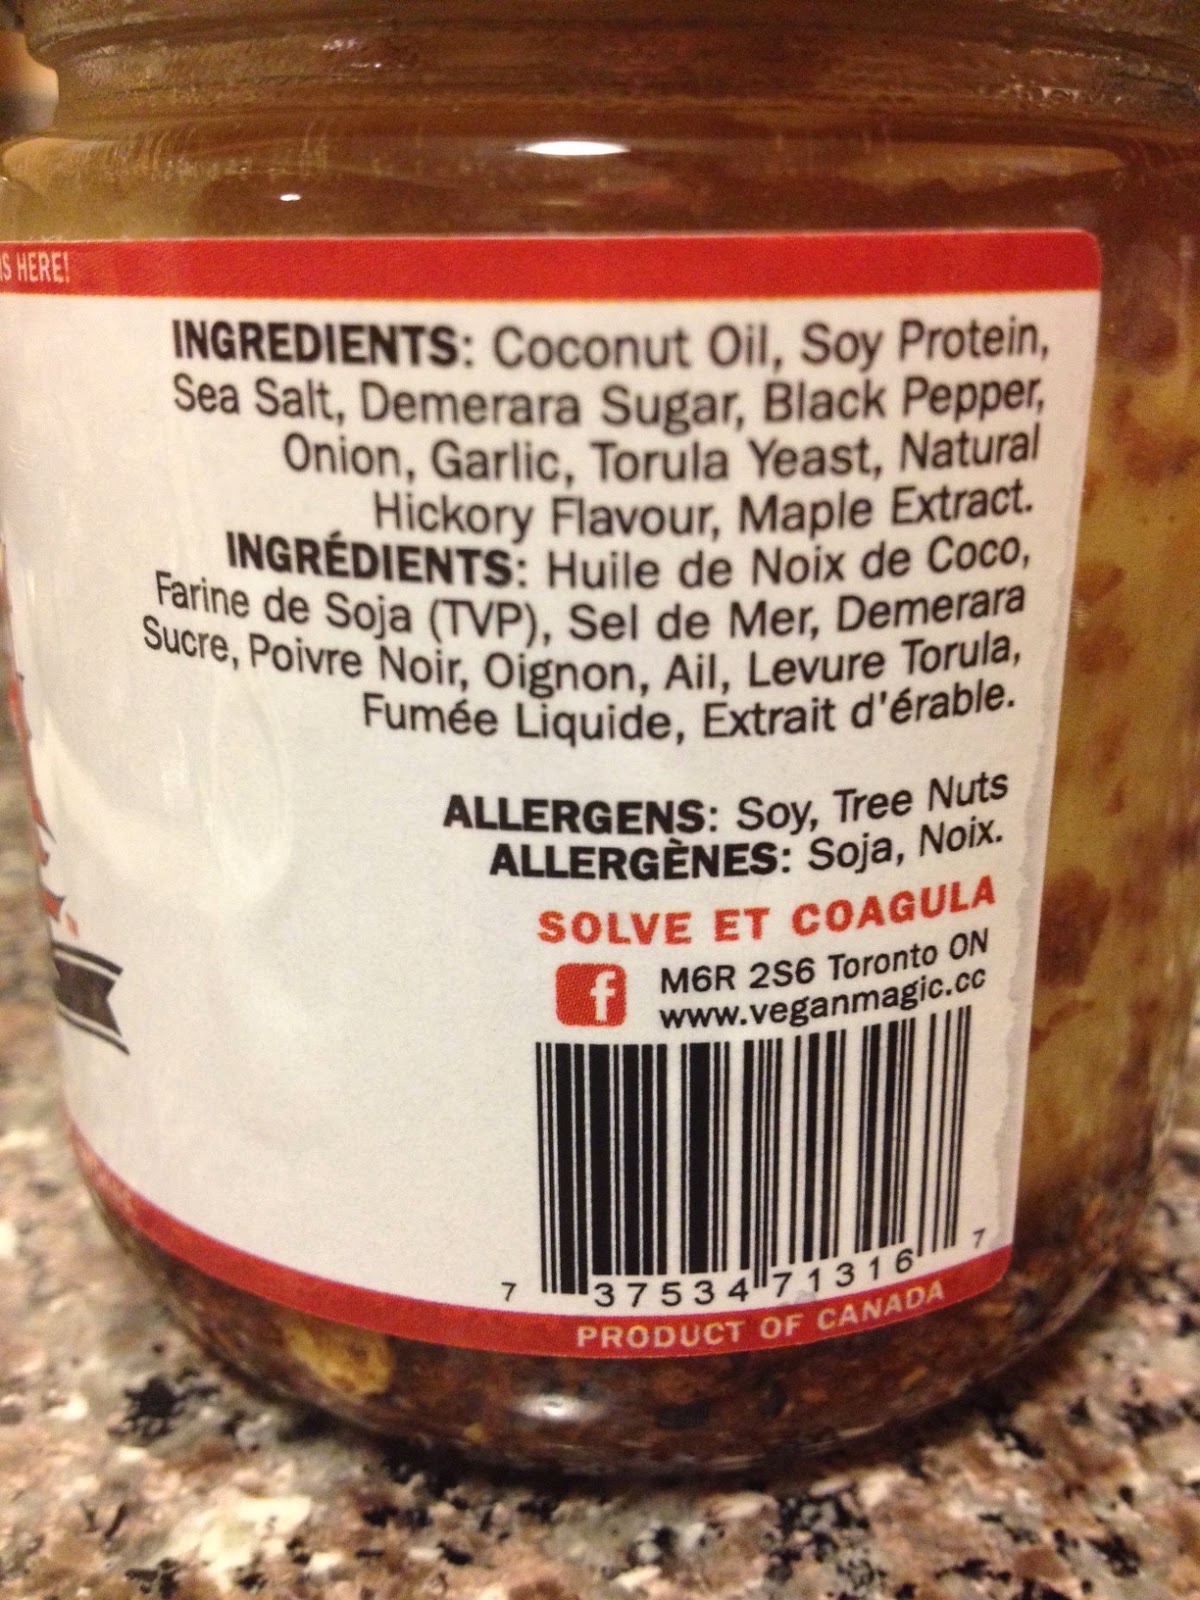 IS HERE!
INGREDIENTS: Coconut Oil, Soy Protein,
Sea Salt, Demerara Sugar, Black Pepper,
Onion, Garlic, Torula Yeast, Natural
Hickory Flavour, Maple Extract.
INGRÉDIENTS: Huile de Noix de Coco,
Farine de Soja (TVP), Sel de Mer, Demerara
Sucre, Poivre Noir, Oignon, Ail, Levure Torula,
Fumée Liquide, Extrait d'érable.
ALLERGENS: Soy, Tree Nuts
ALLERGÈNES: Soja, Noix.
SOLVE ET COAGULA
f M6R 2S6 Toronto ON
www.veganmagic.cc
7 37534 71316 7
PRODUCT OF CANADA